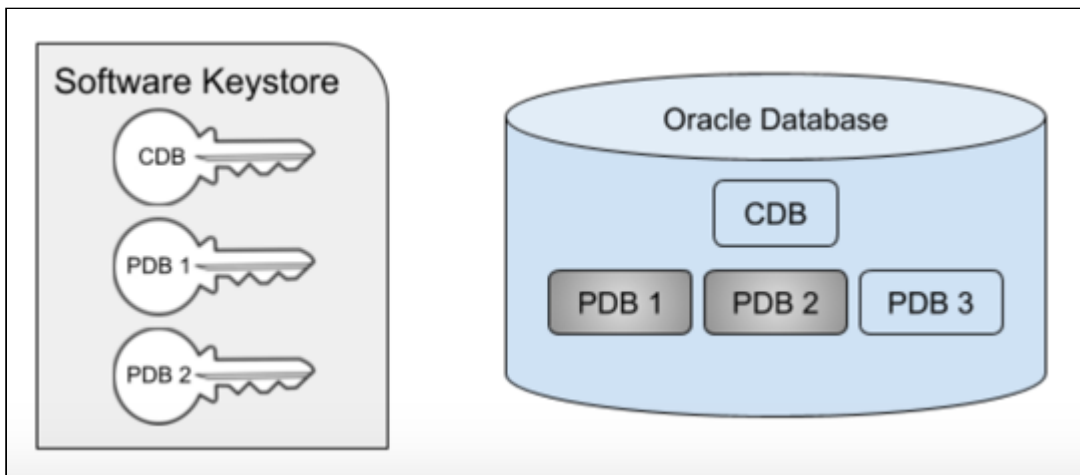 Software Keystore
CDB
PDB 1
PDB 2
Oracle Database
CDB
PDB 1 PDB 2 PDB 3